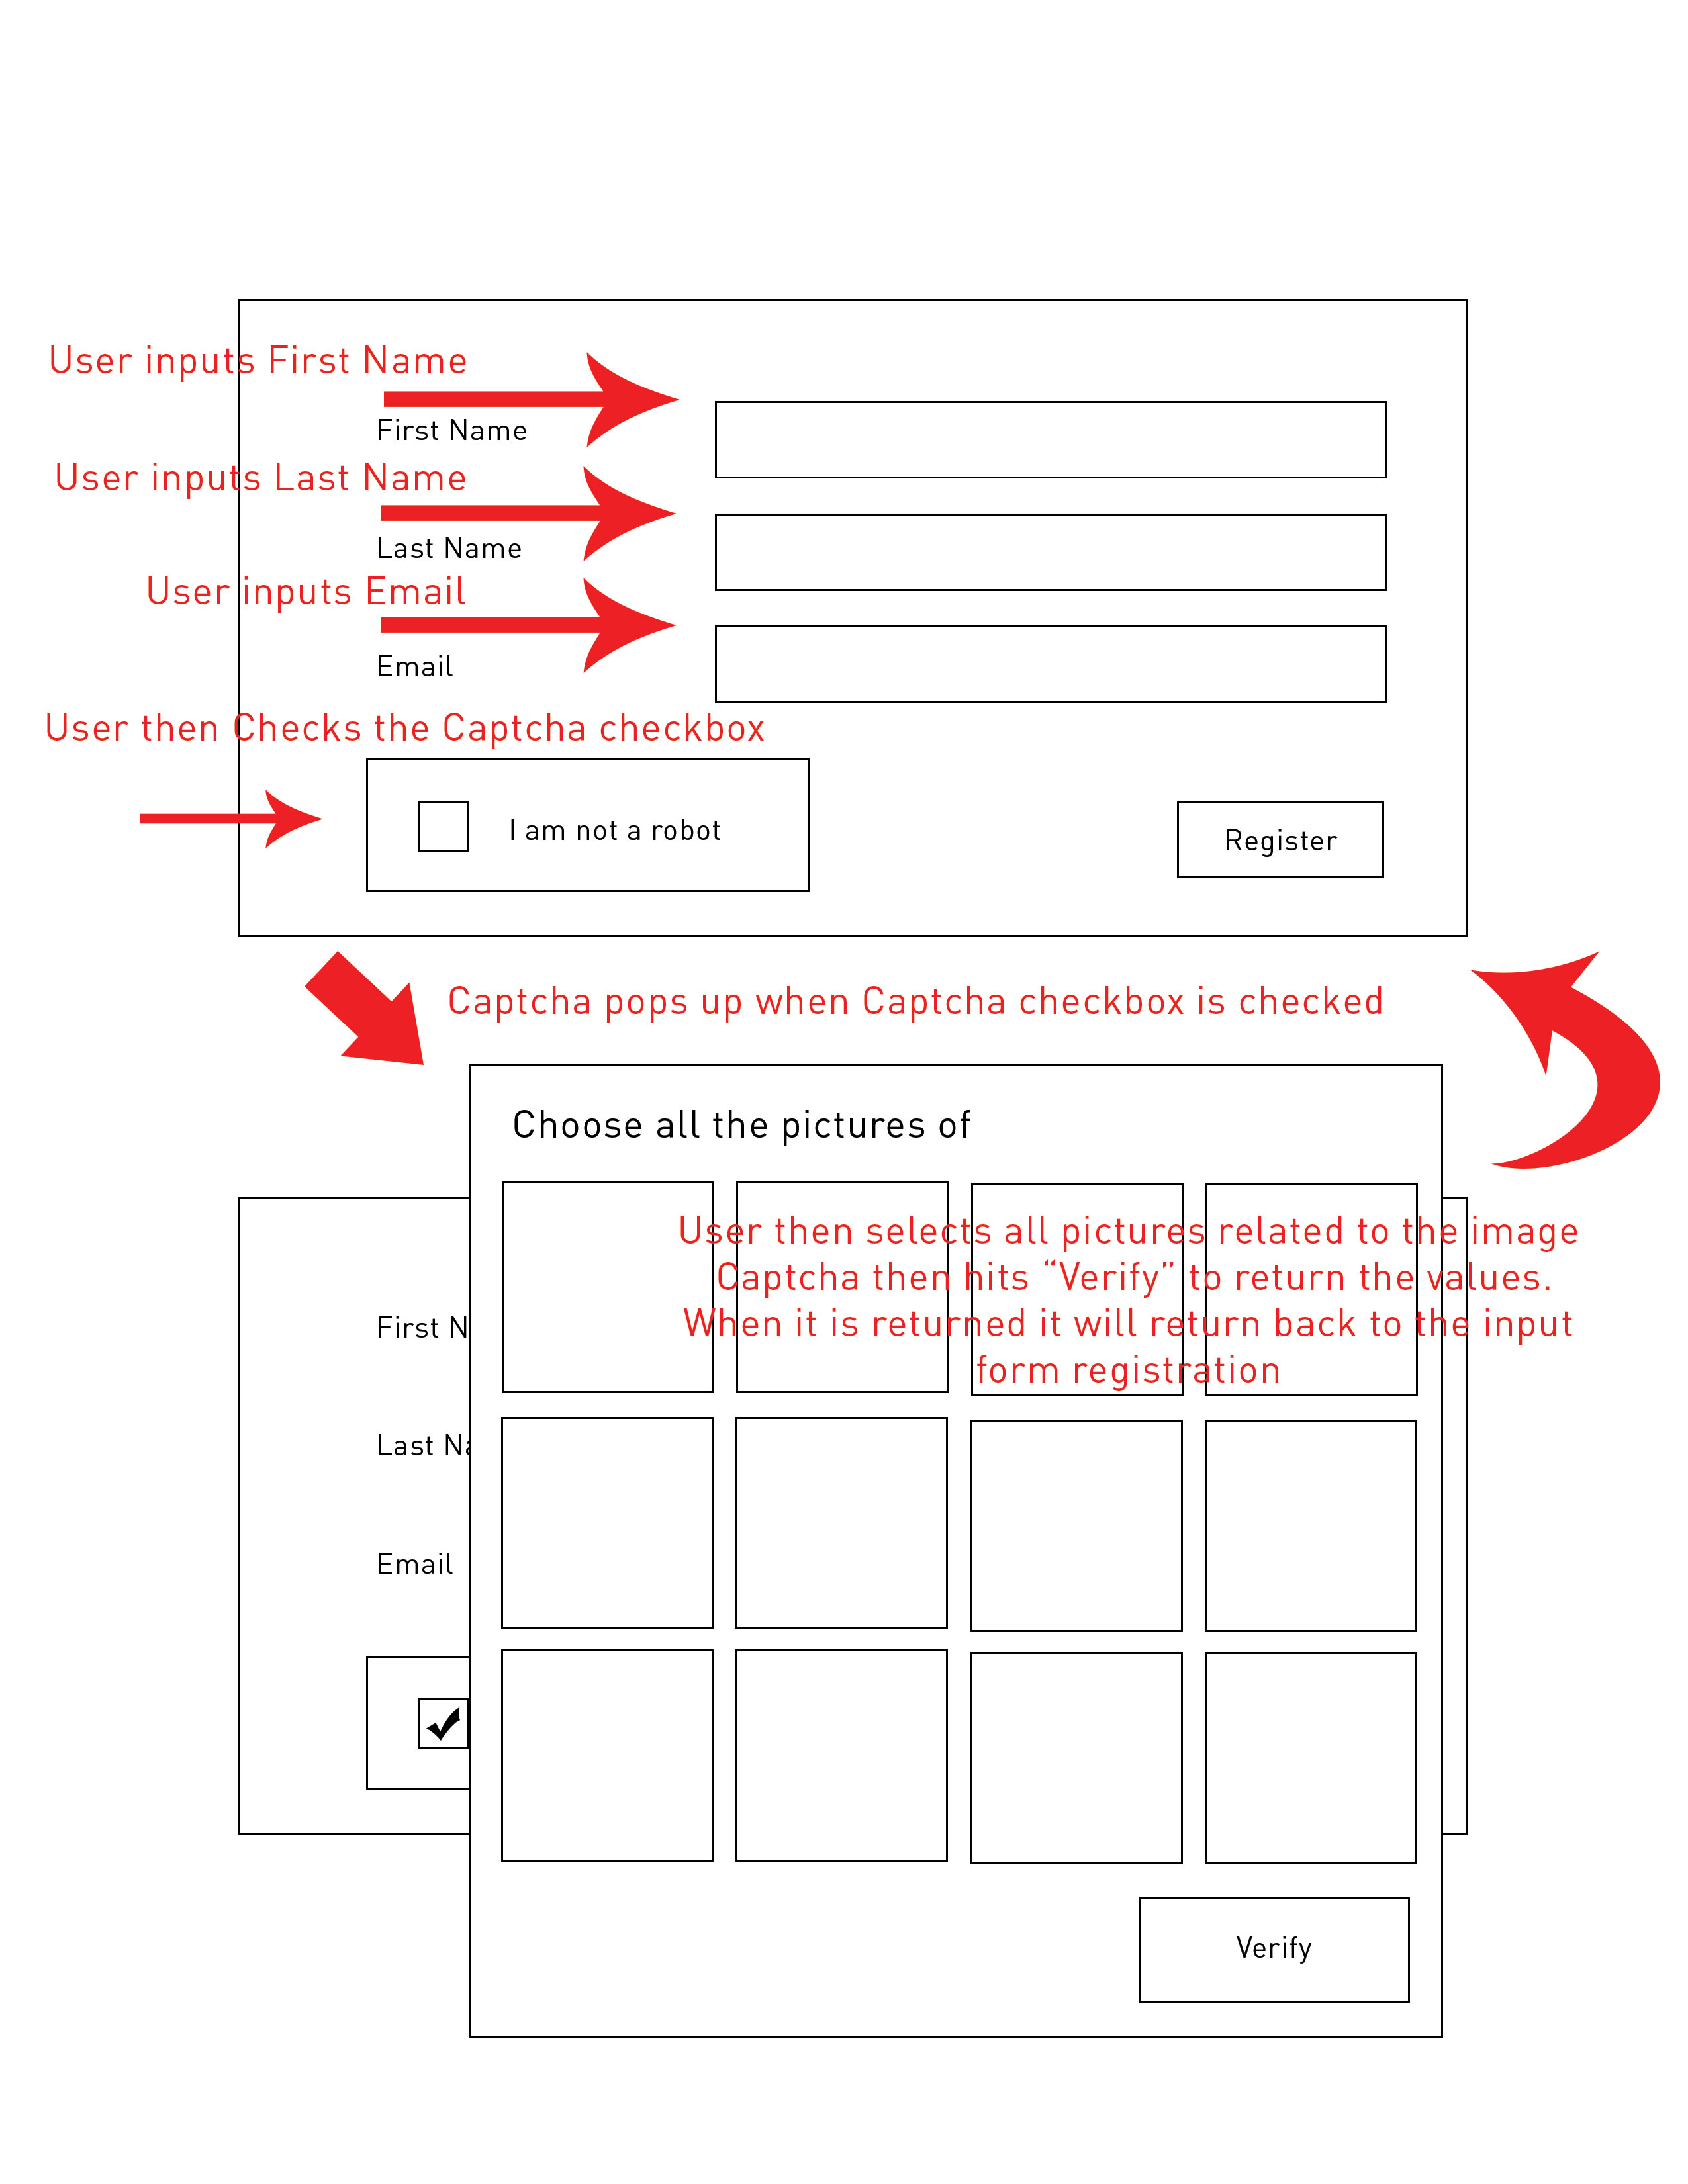 User inputs First Name
First Name
User inputs Last Name
Last Name
User inputs Email
Email
User then Checks the Captcha checkbox
I am not a robot
Register
Captcha pops up when Captcha checkbox is checked
Choose all the pictures of
User then selects all pictures related to the image
Captcha then hits “Verify” to return the values.
When it is returned it will return back to the input
form registration
First N
Last Na
Email
Verify